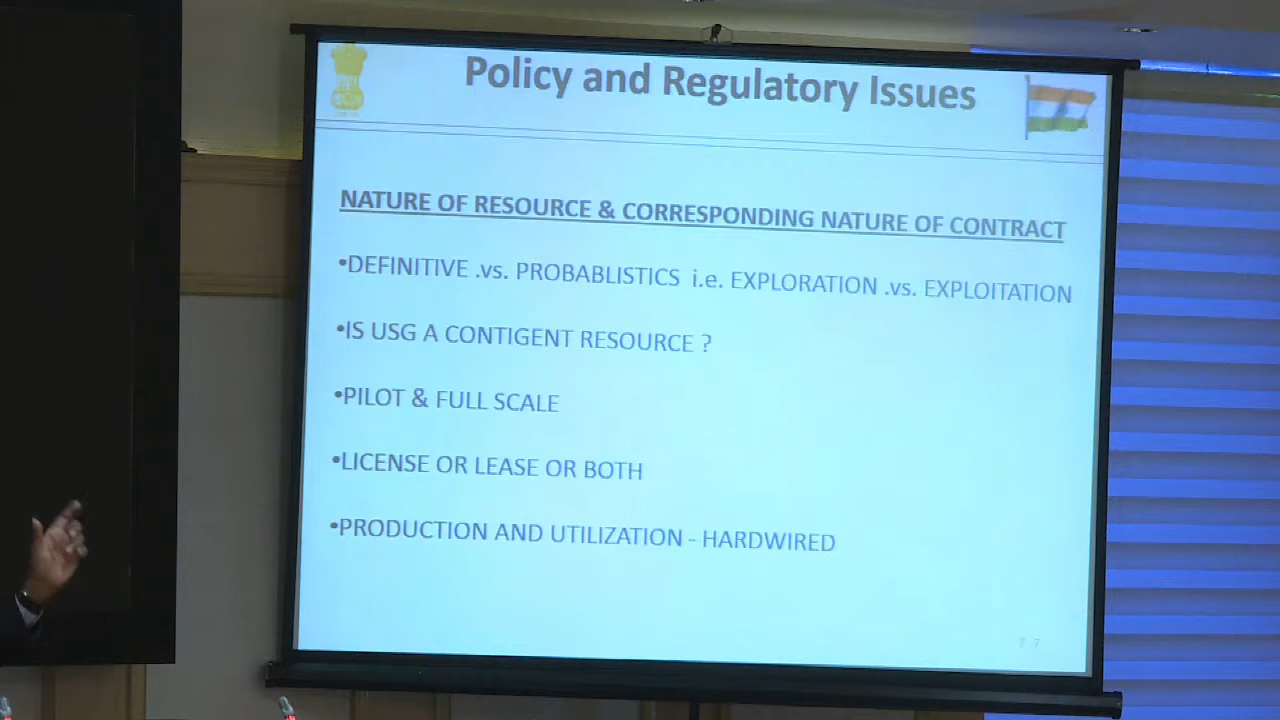 Policy and Regulatory Issues
NATURE OF RESOURCE & CORRESPONDING NATURE OF CONTRACT
•DEFINITIVE .vs. PROBABLISTICS i.e. EXPLORATION .vs. EXPLOITATION
•IS USG A CONTIGENT RESOURCE ?
•PILOT & FULL SCALE
•LICENSE OR LEASE OR BOTH
•PRODUCTION AND UTILIZATION - HARDWIRED